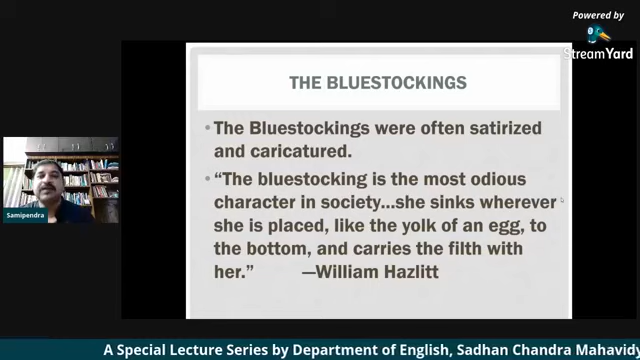 Powered by
StreamYard
THE BLUESTOCKINGS
• The Bluestockings were often satirized
and caricatured.
• “The bluestocking is the most odious
character in society...she sinks wherever
she is placed, like the yolk of an egg, to
the bottom, and carries the filth with
her.” —William Hazlitt
Samipendra
A Special Lecture Series by Department of English, Sadhan Chandra Mahavidy